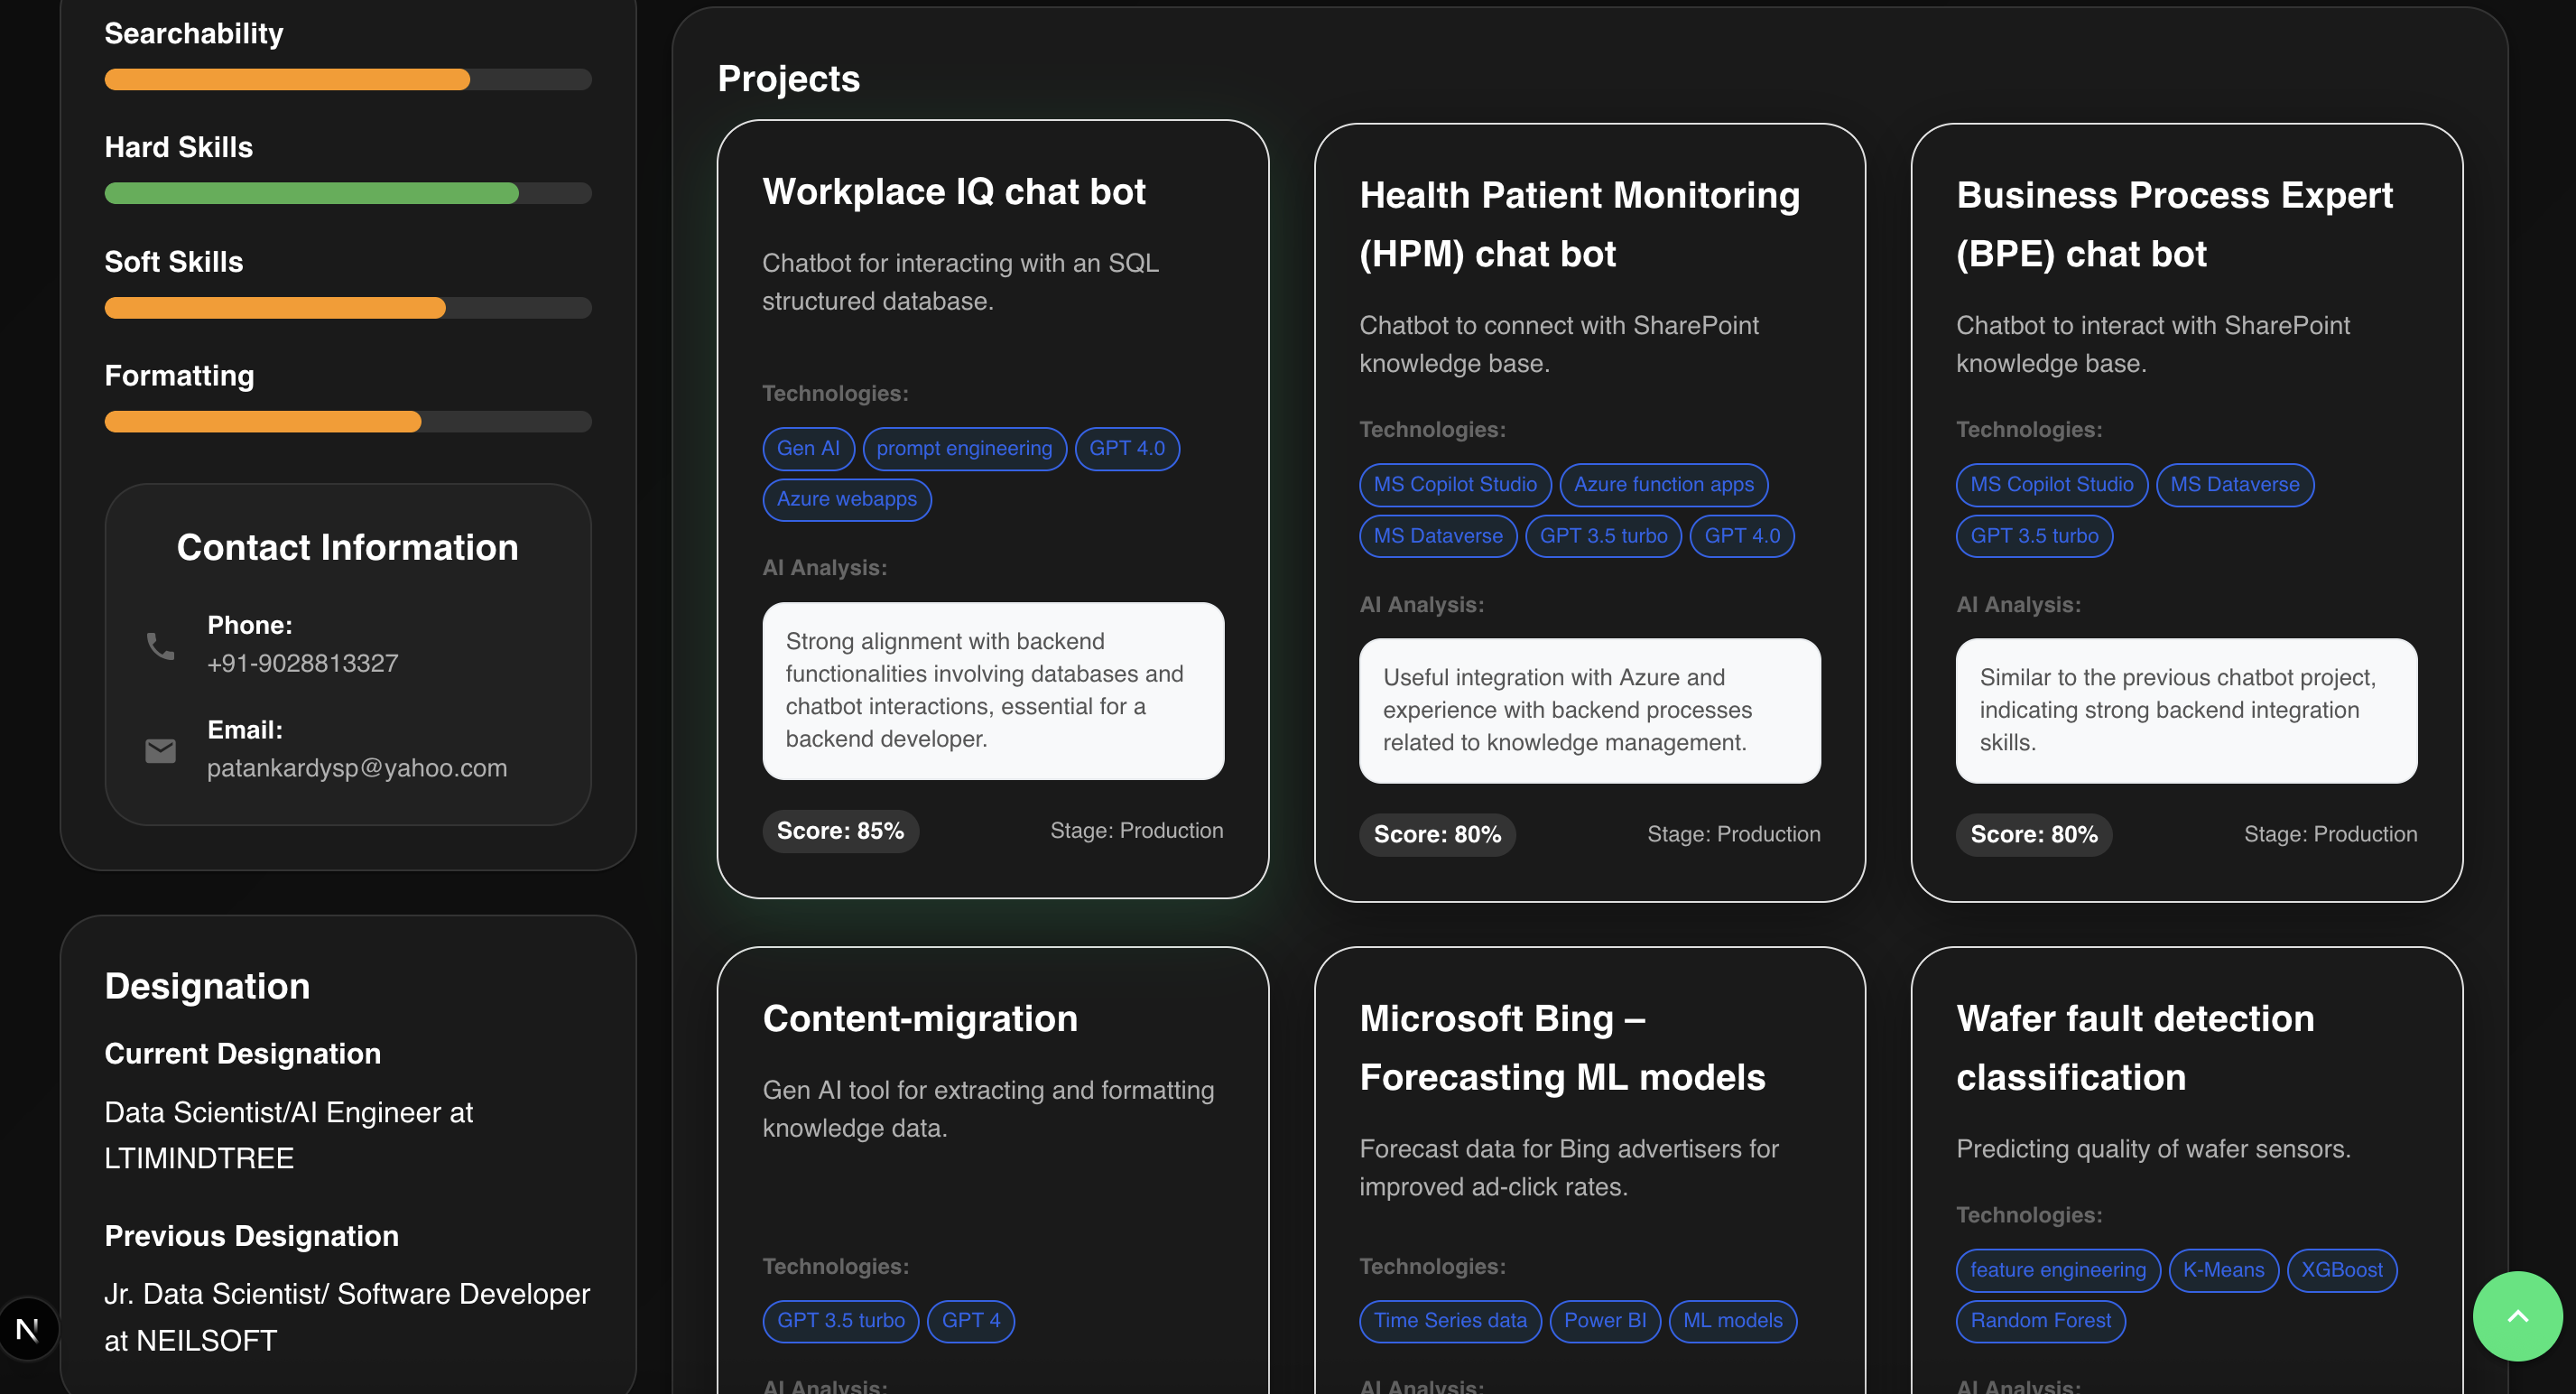 Searchability
Hard Skills
Soft Skills
Formatting
Contact Information
Phone:
+91-9028813327
Email:
patankardysp@yahoo.com
Designation
Current Designation
Data Scientist/AI Engineer at
LTIMINDTREE
Previous Designation
Jr. Data Scientist/ Software Developer
at NEILSOFT
N
Projects
Workplace IQ chat bot
Chatbot for interacting with an SQL
structured database.
Technologies:
Gen AI prompt engineering GPT 4.0
Azure webapps
AI Analysis:
Strong alignment with backend
functionalities involving databases and
chatbot interactions, essential for a
backend developer.
Score: 85% Stage: Production
Health Patient Monitoring
(HPM) chat bot
Chatbot to connect with SharePoint
knowledge base.
Technologies:
MS Copilot Studio Azure function apps
MS Dataverse GPT 3.5 turbo GPT 4.0
AI Analysis:
Useful integration with Azure and
experience with backend processes
related to knowledge management.
Score: 80% Stage: Production
Business Process Expert
(BPE) chat bot
Chatbot to interact with SharePoint
knowledge base.
Technologies:
MS Copilot Studio MS Dataverse
GPT 3.5 turbo
AI Analysis:
Similar to the previous chatbot project,
indicating strong backend integration
skills.
Score: 80% Stage: Production
Content-migration
Gen AI tool for extracting and formatting
knowledge data.
Technologies:
GPT 3.5 turbo GPT 4
AI Analysis:
Microsoft Bing –
Forecasting ML models
Forecast data for Bing advertisers for
improved ad-click rates.
Technologies:
Time Series data Power BI ML models
AI Analysis:
Wafer fault detection
classification
Predicting quality of wafer sensors.
Technologies:
feature engineering K-Means XGBoost
Random Forest
AI Analysis: